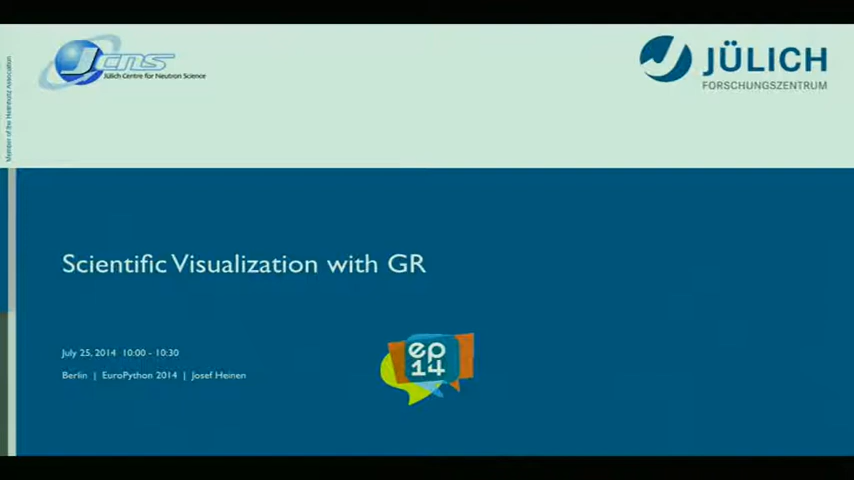 JCNS
Jülich Centre for Neutron Science
JÜLICH
FORSCHUNGSZENTRUM
Member of the Helmholtz Association
Scientific Visualization with GR
July 25, 2014 10:00 - 10:30
Berlin | EuroPython 2014 | Josef Heinen
ep
14